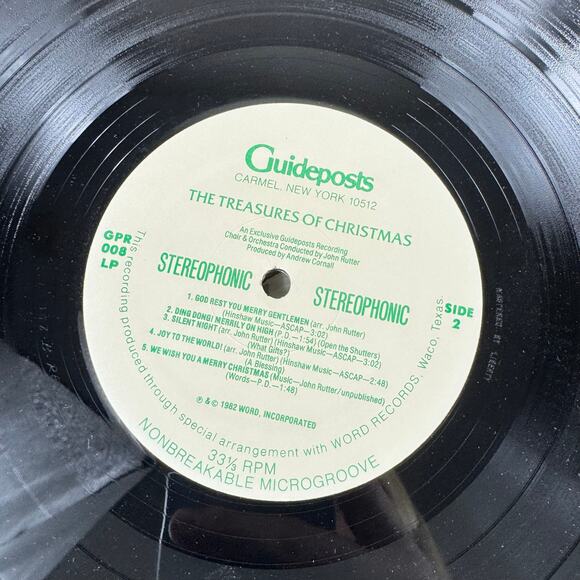 Guideposts
CARMEL, NEW YORK 10512
THE TREASURES OF CHRISTMAS
An Exclusive Guideposts Recording
Choir & Orchestra Conducted by John Rutter
Produced by Andrew Cornall
GPR
008
LP
STEREOPHONIC
STEREOPHONIC
SIDE
2
1. GOD REST YOU MERRY GENTLEMEN (arr. John Rutter)
(Hinshaw Music—ASCAP—3:02)
2. DING DONG! MERRILY ON HIGH (P.D.—1:54) (Open the Shutters)
3. SILENT NIGHT (arr. John Rutter) (Hinshaw Music—ASCAP—3:02)
(What Gifts?)
4. JOY TO THE WORLD! (arr. John Rutter) (Hinshaw Music—ASCAP—2:48)
(A Blessing)
5. WE WISH YOU A MERRY CHRISTMAS (Music—John Rutter/unpublished)
(Words—P.D.—1:48)
℗ & © 1982 WORD, INCORPORATED
This recording produced through special arrangement with WORD RECORDS, Waco, Texas.
33⅓ RPM
NONBREAKABLE MICROGROOVE